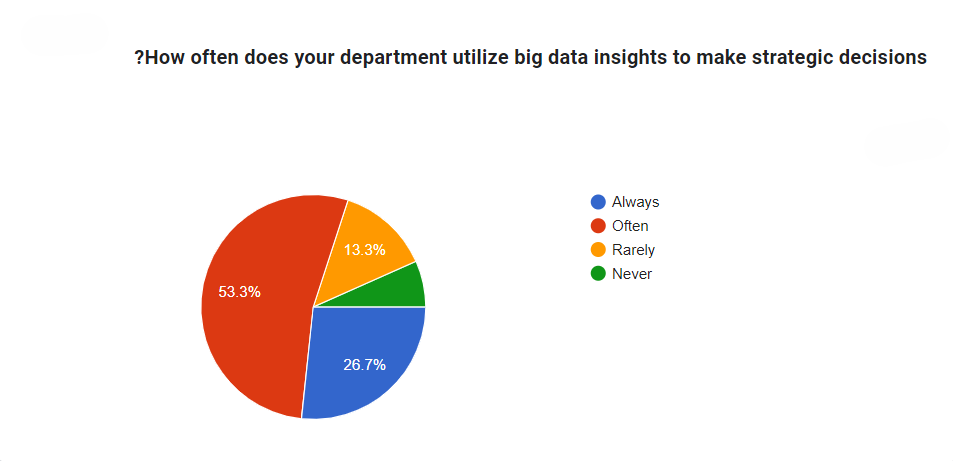 ?How often does your department utilize big data insights to make strategic decisions
Always
Often
Rarely
Never
13.3%
53.3%
26.7%